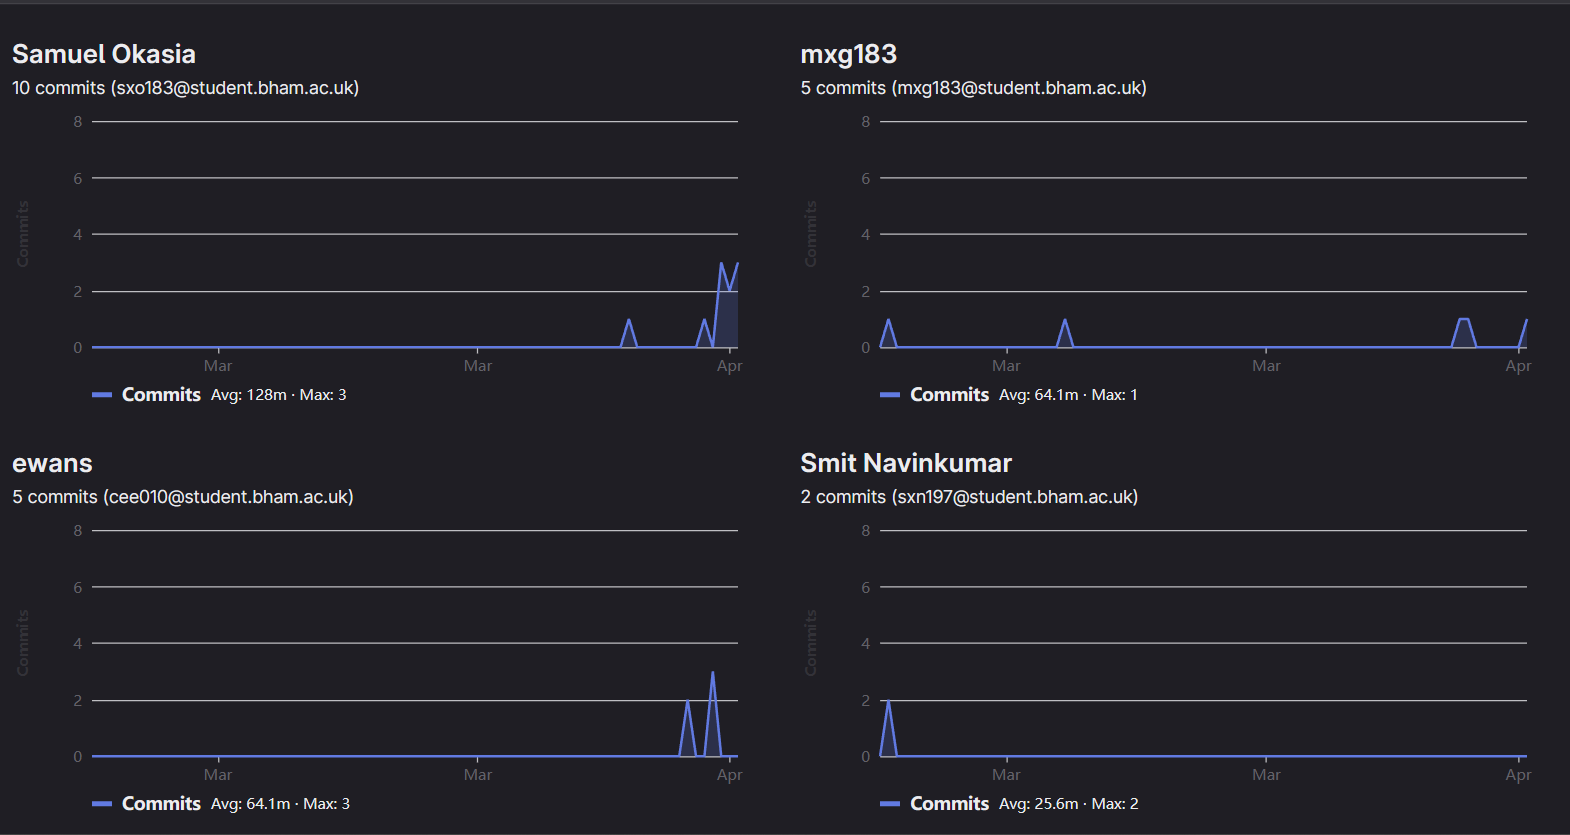 Samuel Okasia
10 commits (sxo183@student.bham.ac.uk)
8
6
4
2
0
Commits
Mar Mar Apr
Commits Avg: 128m · Max: 3
mxg183
5 commits (mxg183@student.bham.ac.uk)
8
6
4
2
0
Commits
Mar Mar Apr
Commits Avg: 64.1m · Max: 1
ewans
5 commits (cee010@student.bham.ac.uk)
8
6
4
2
0
Commits
Mar Mar Apr
Commits Avg: 64.1m · Max: 3
Smit Navinkumar
2 commits (sxn197@student.bham.ac.uk)
8
6
4
2
0
Commits
Mar Mar Apr
Commits Avg: 25.6m · Max: 2